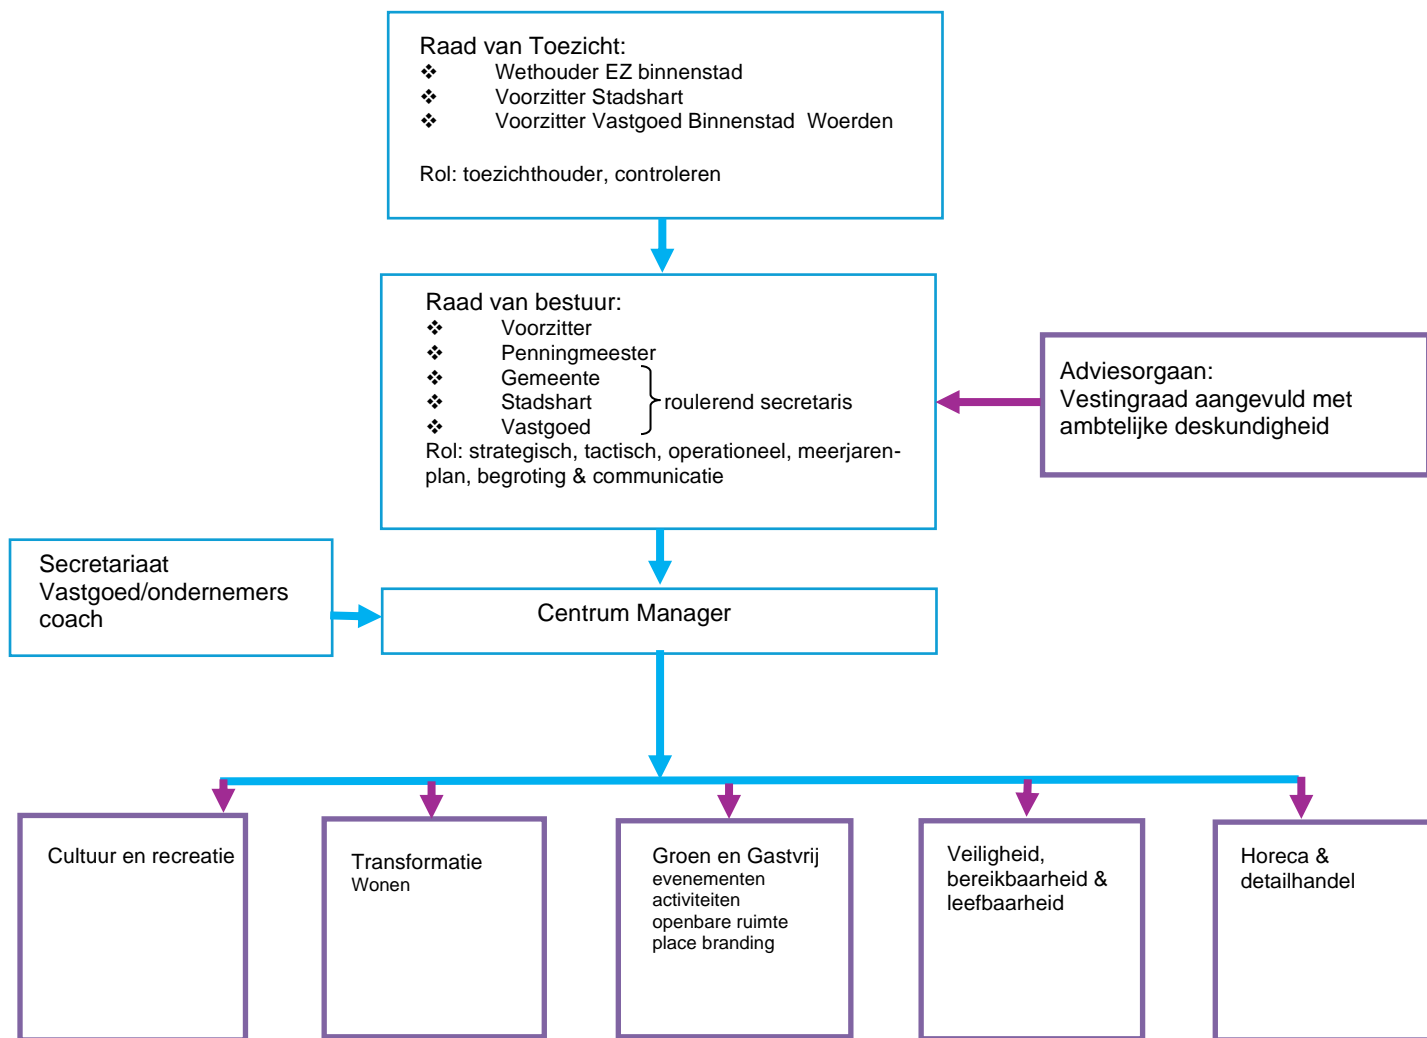 Raad van Toezicht:
❖ Wethouder EZ binnenstad
❖ Voorzitter Stadshart
❖ Voorzitter Vastgoed Binnenstad Woerden
Rol: toezichthouder, controleren
Raad van bestuur:
❖ Voorzitter
❖ Penningmeester
❖ Gemeente
❖ Stadshart
❖ Vastgoed
roulerend secretaris
Rol: strategisch, tactisch, operationeel, meerjaren-
plan, begroting & communicatie
Adviesorgaan:
Vestingraad aangevuld met
ambtelijke deskundigheid
Secretariaat
Vastgoed/ondernemers
coach
Centrum Manager
Cultuur en recreatie
Transformatie
Wonen
Groen en Gastvrij
evenementen
activiteiten
openbare ruimte
place branding
Veiligheid,
bereikbaarheid &
leefbaarheid
Horeca &
detailhandel